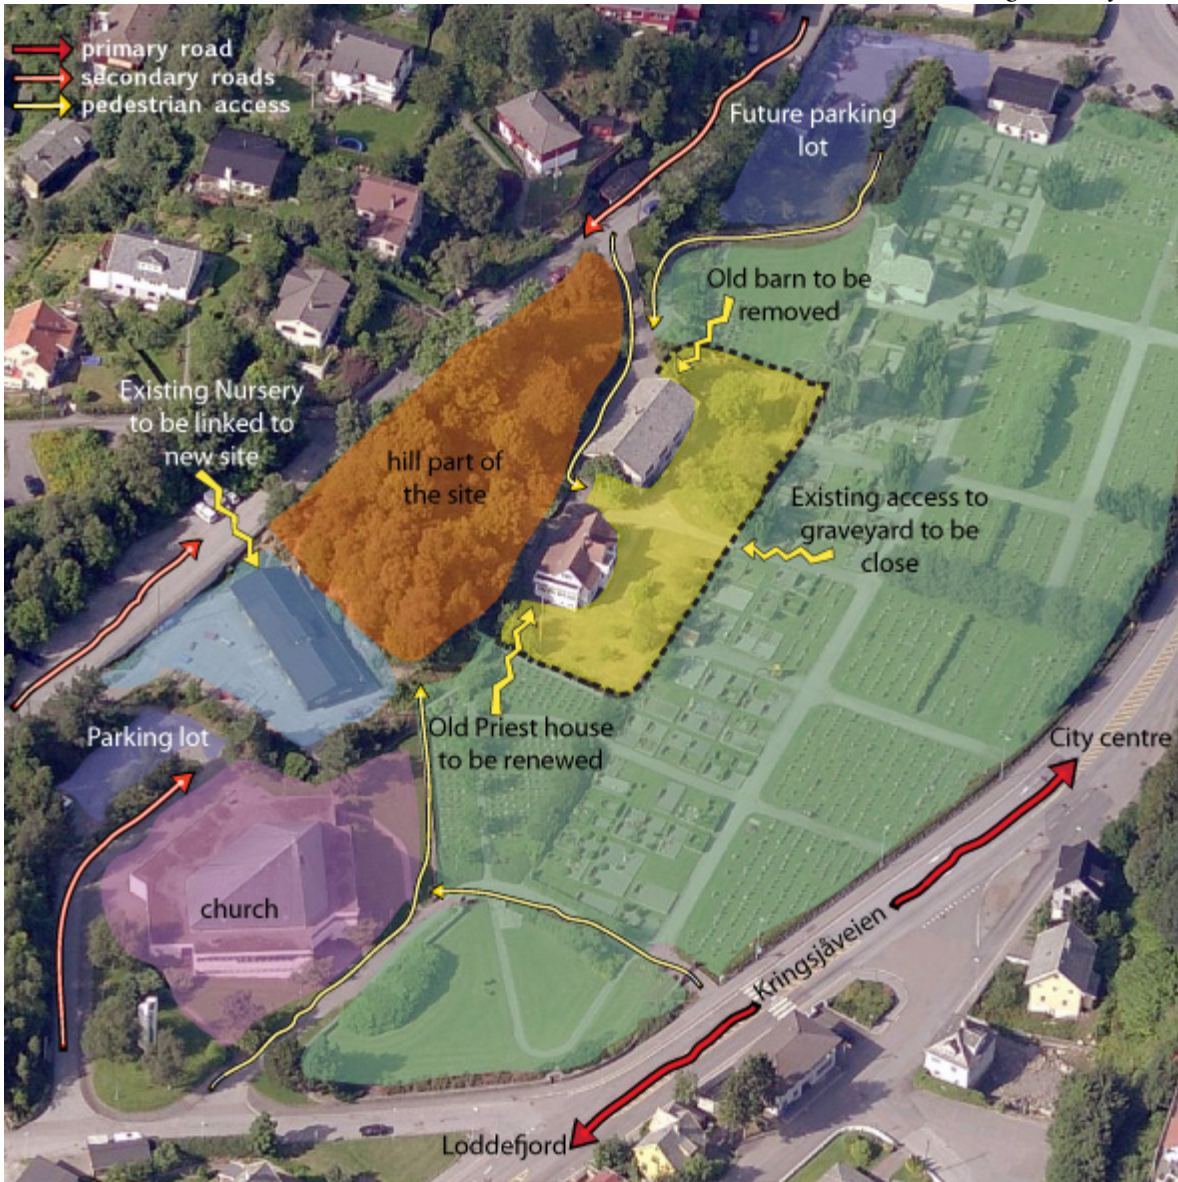 primary road
secondary roads
pedestrian access
Future parking
lot
Old barn to be
removed
Existing Nursery
to be linked to
new site
hill part of
the site
Existing access to
graveyard to be
close
Parking lot
Old Priest house
to be renewed
City centre
church
Kringsjåveien
Loddefjord